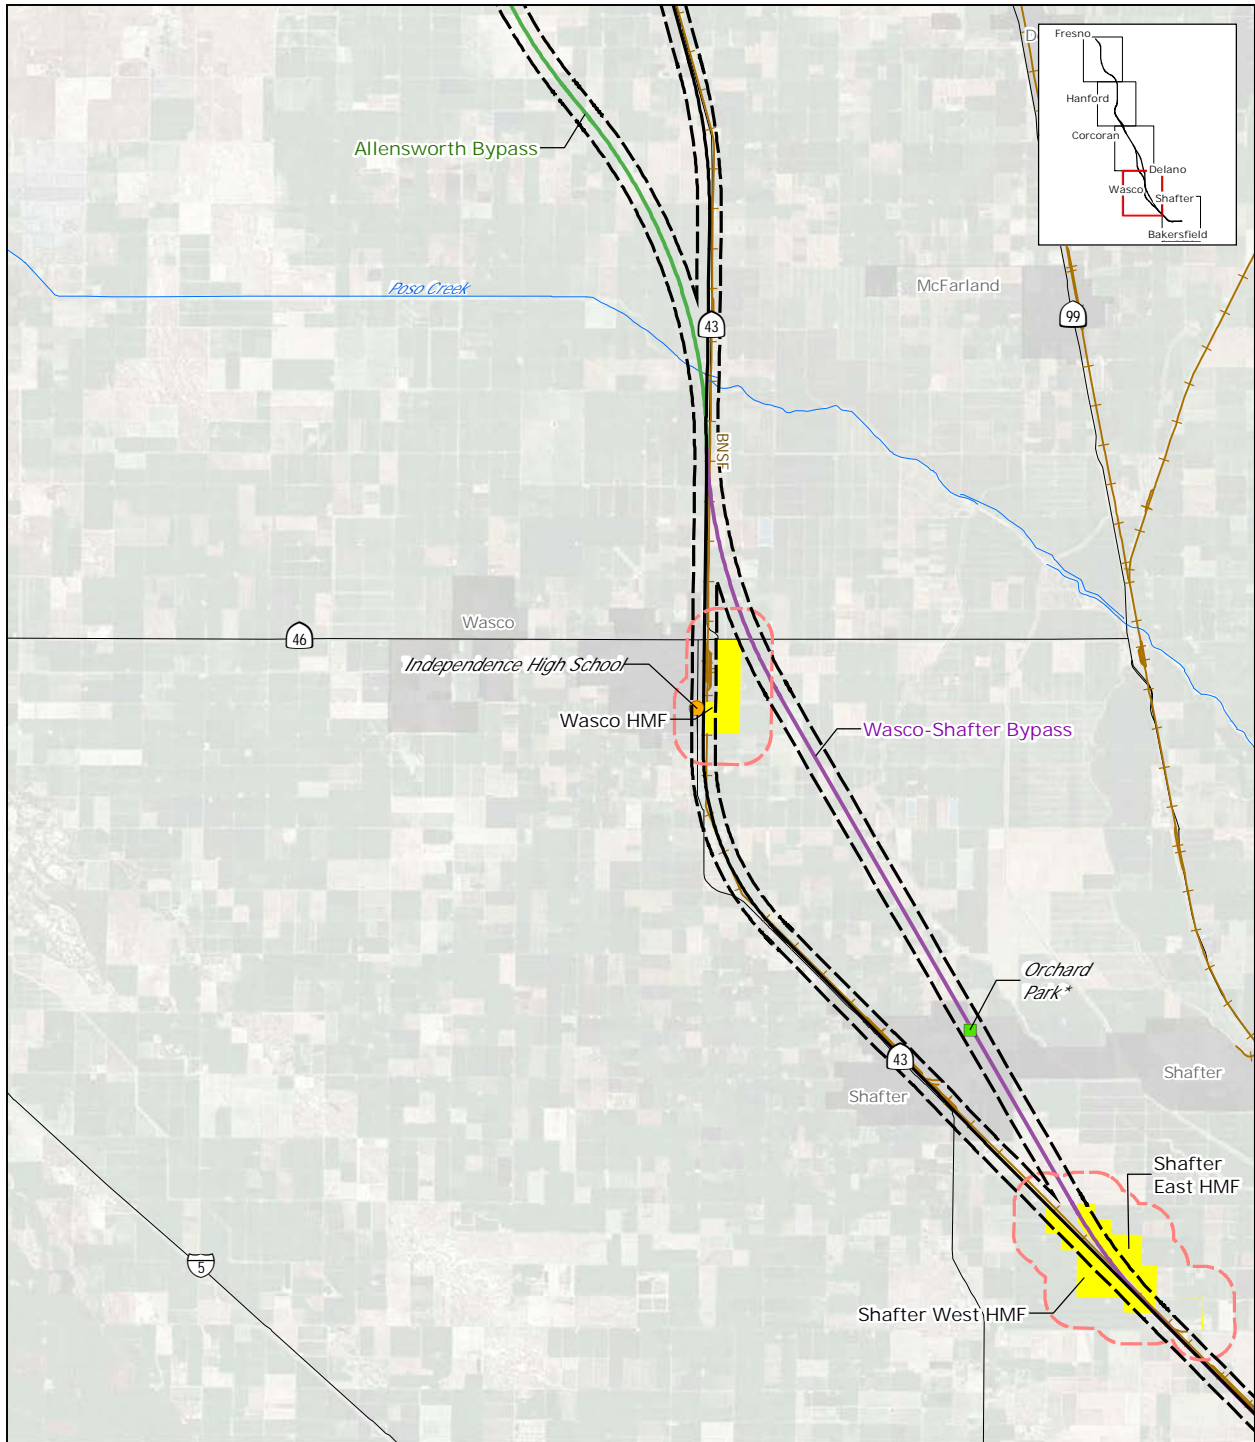 D
Fresno
Hanford
Corcoran
Delano
Wasco
Shafter
Bakersfield
Allensworth Bypass
Poso Creek
McFarland
43
99
BNSF
Wasco
46
Independence High School
Wasco HMF
Wasco-Shafter Bypass
Orchard
Park*
43
Shafter
Shafter
Shafter
East HMF
5
Shafter West HMF